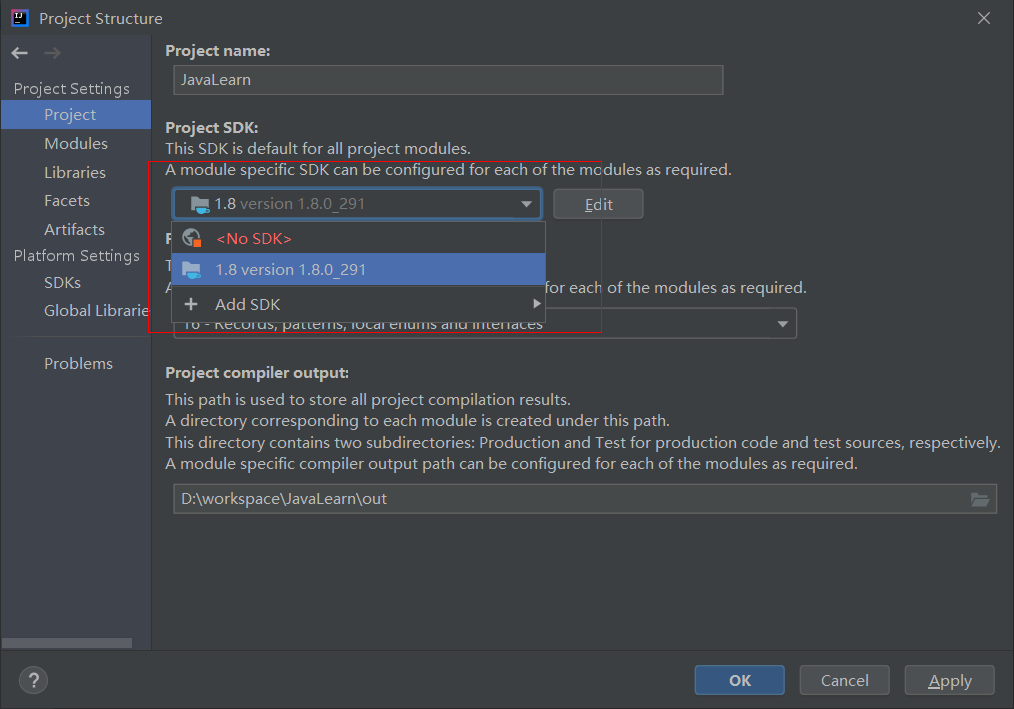 Project Structure
Project Settings
Project
Modules
Libraries
Facets
Artifacts
Platform Settings
SDKs
Global Librarie
Problems
Project name:
JavaLearn
Project SDK:
This SDK is default for all project modules.
A module specific SDK can be configured for each of the modules as required.
1.8 version 1.8.0_291
Edit
<No SDK>
1.8 version 1.8.0_291
for each of the modules as required.
Add SDK
16 - Records, patterns, local enums and interfaces
Project compiler output:
This path is used to store all project compilation results.
A directory corresponding to each module is created under this path.
This directory contains two subdirectories: Production and Test for production code and test sources, respectively.
A module specific compiler output path can be configured for each of the modules as required.
D:\workspace\JavaLearn\out
?
OK
Cancel
Apply